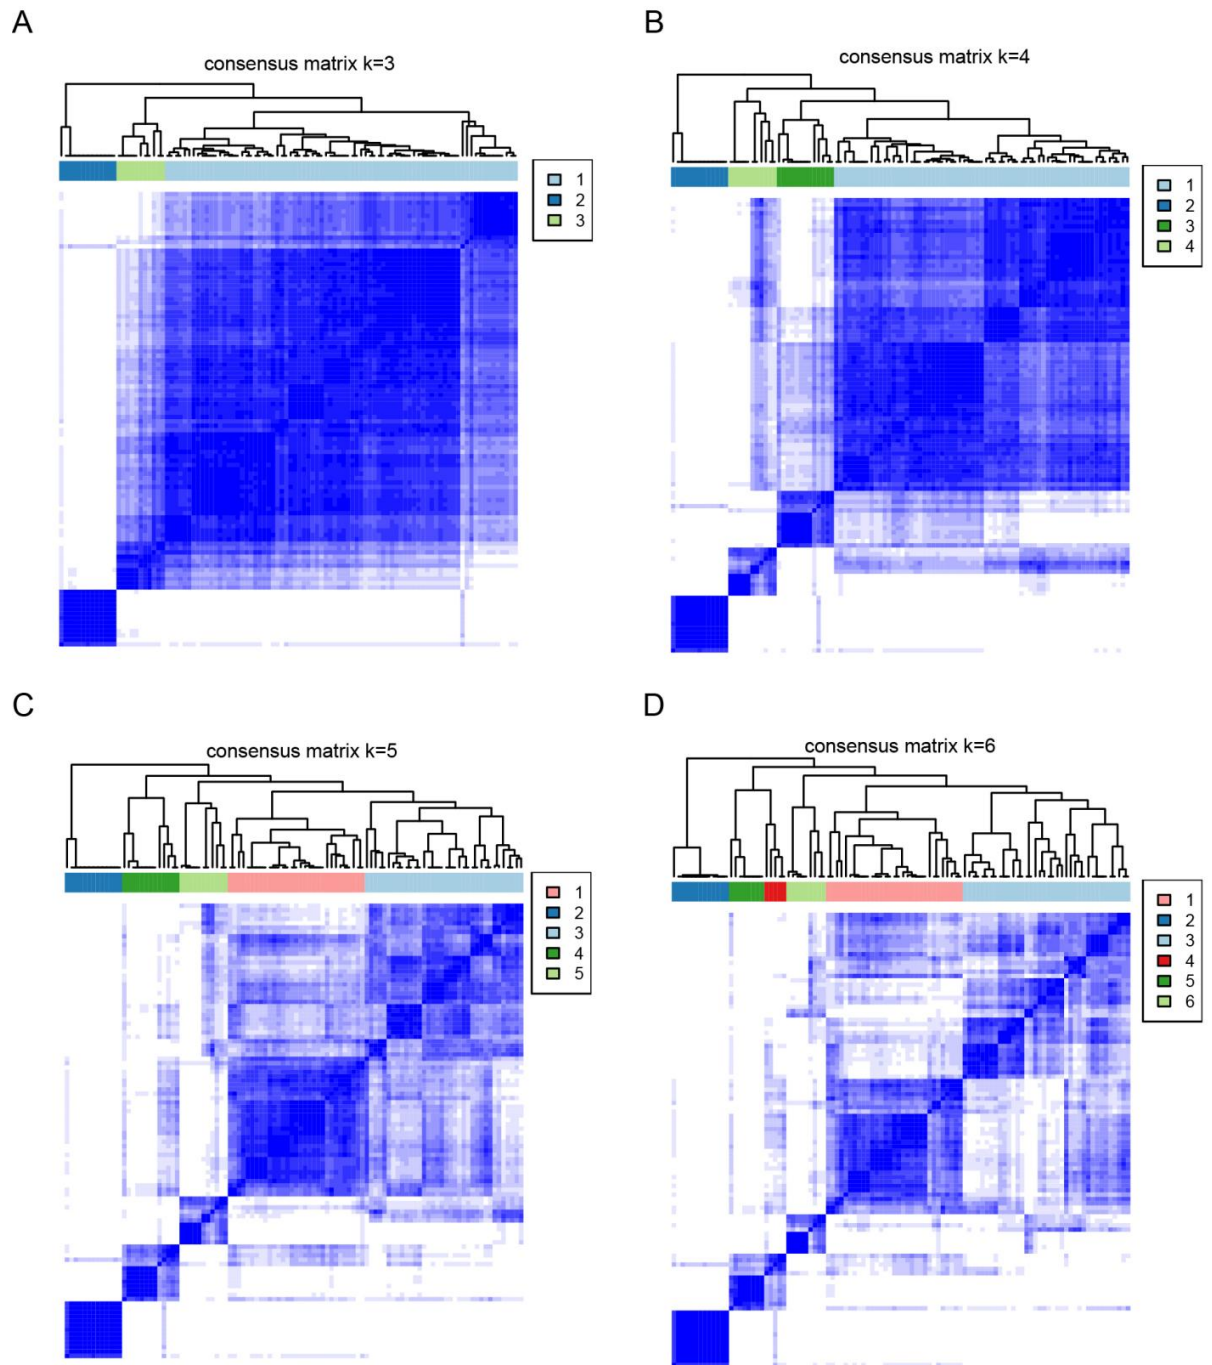 A
consensus matrix k=3
1
2
3
B
consensus matrix k=4
1
2
3
4
C
consensus matrix k=5
1
2
3
4
5
D
consensus matrix k=6
1
2
3
4
5
6